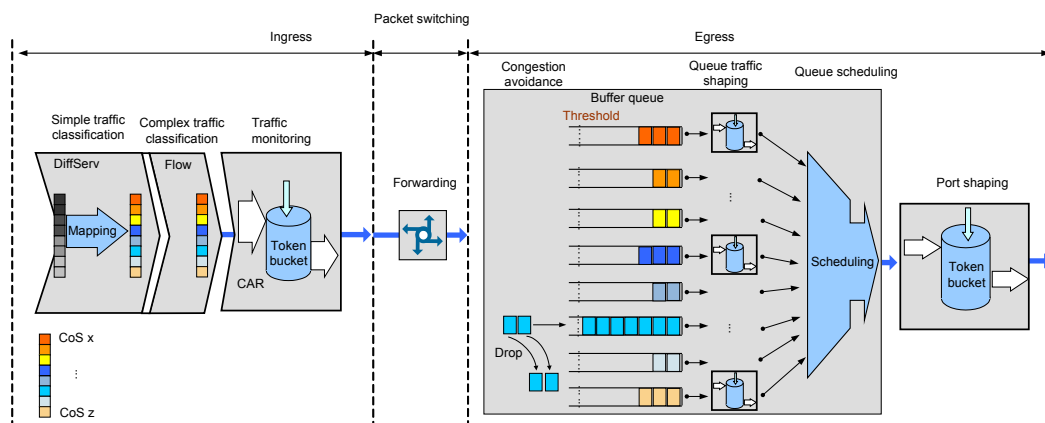 Packet switching
Ingress
Egress
Congestion
avoidance
Queue traffic
shaping
Queue scheduling
Buffer queue
Threshold
Simple traffic
classification
Complex traffic
classification
Traffic
monitoring
DiffServ
Flow
Forwarding
Port shaping
Mapping
Token
bucket
CAR
Scheduling
Token
bucket
...
...
...
Drop
CoS x
...
CoS z